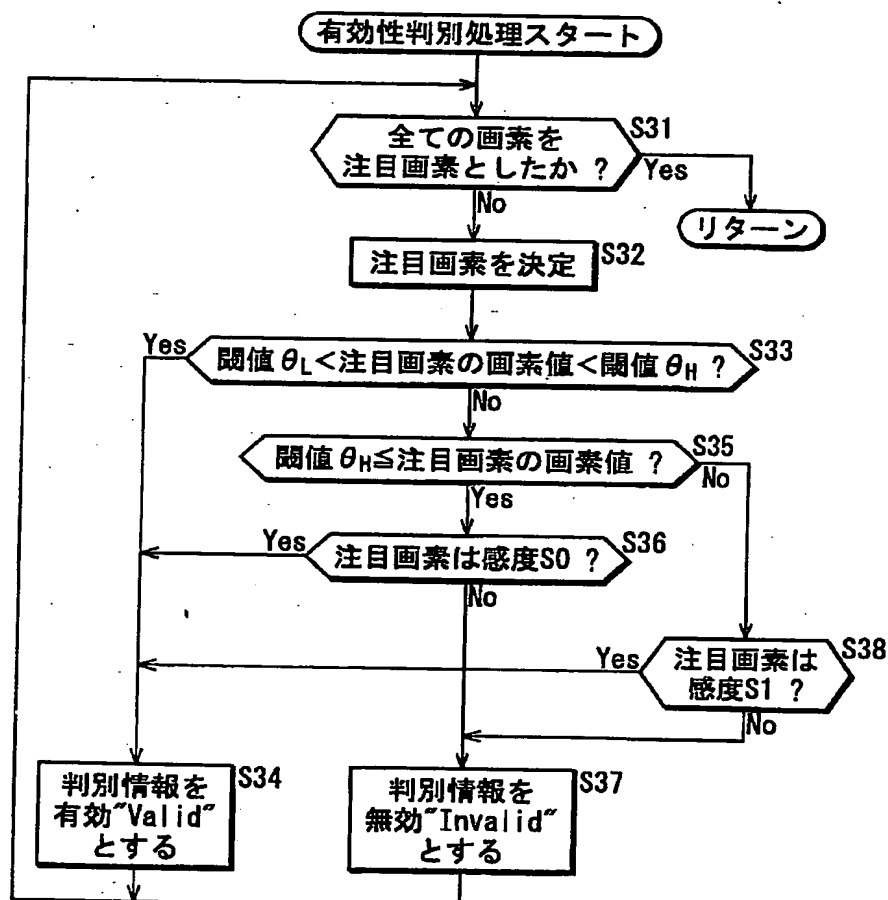 有効性判別処理スタート
全ての画素を
注目画素としたか ?
S31
Yes
No
リターン
注目画素を決定
S32
Yes
閾値θL<注目画素の画素値<閾値θH ?
S33
No
閾値θH≦注目画素の画素値 ?
S35
No
Yes
Yes
注目画素は感度S0 ?
S36
No
Yes
注目画素は
感度S1 ?
S38
No
判別情報を
有効"Valid"
とする
S34
判別情報を
無効"Invalid"
とする
S37